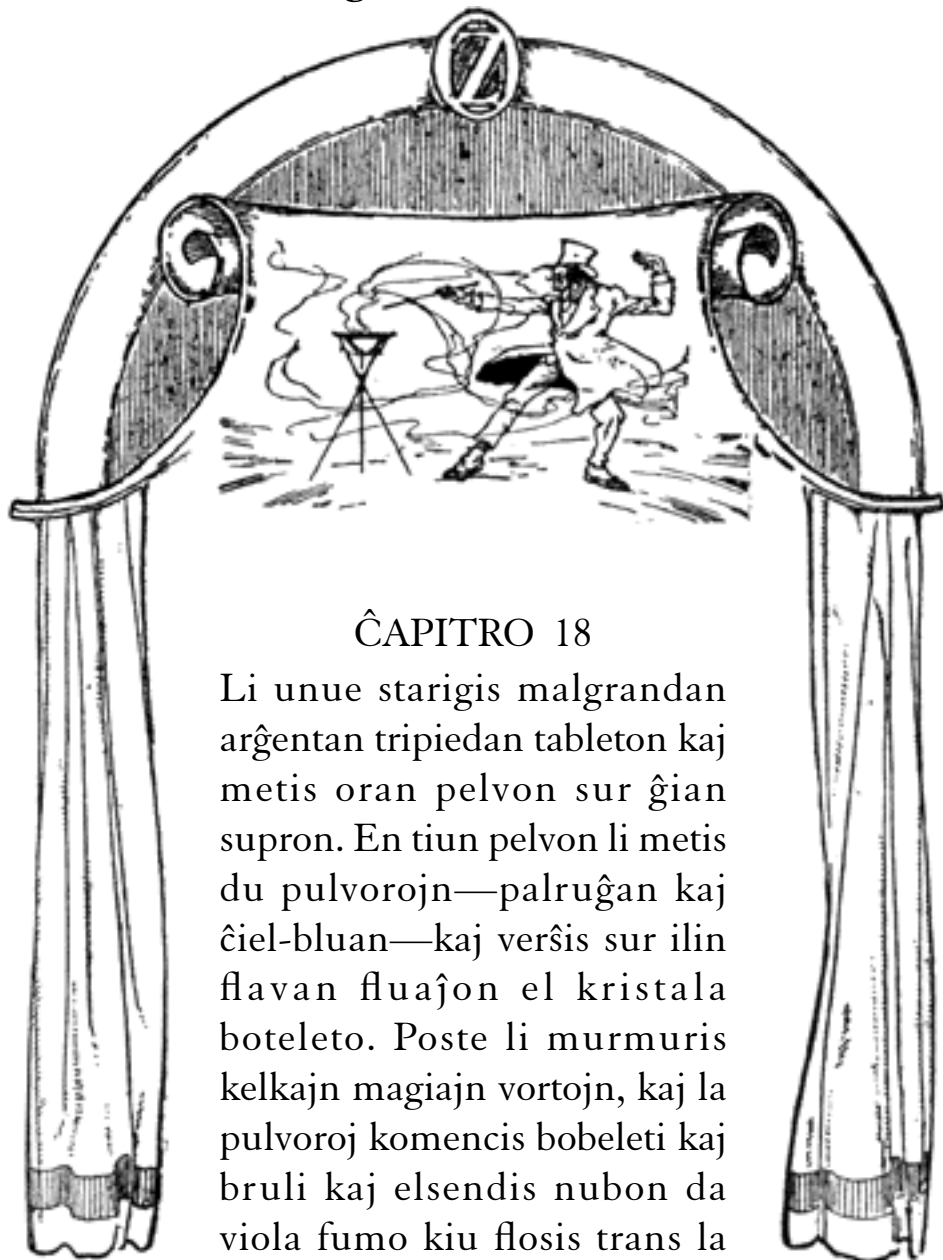 OZ
ĈAPITRO 18
Li unue starigis malgrandan
arĝentan tripiedan tableton kaj
metis oran pelvon sur ĝian
supron. En tiun pelvon li metis
du pulvorojn—palruĝan kaj
ĉiel-bluan—kaj verŝis sur ilin
flavan fluaĵon el kristala
boteleto. Poste li murmuris
kelkajn magiajn vortojn, kaj la
pulvoroj komencis bobeleti kaj
bruli kaj elsendis nubon da
viola fumo kiu flosis trans la